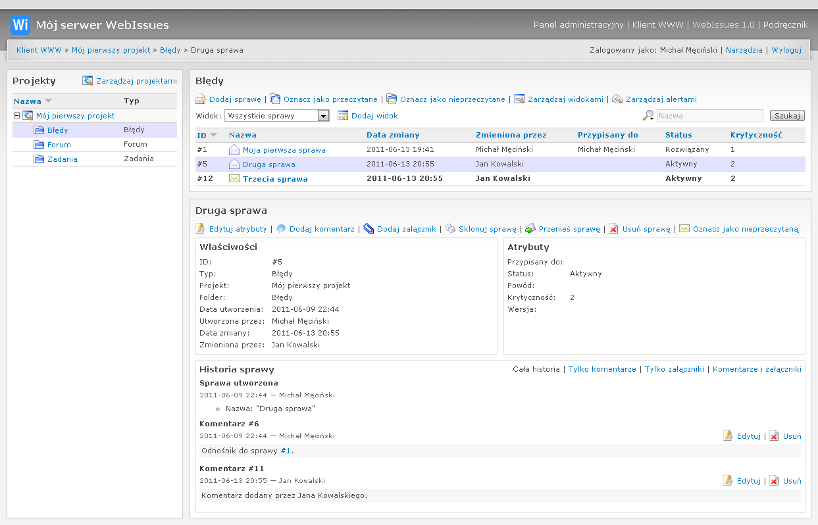 Wi Mój serwer WebIssues
Panel administracyjny | Klient WWW | WebIssues 1.0 | Podręcznik
Klient WWW » Mój pierwszy projekt » Błędy » Druga sprawa
Zalogowany jako: Michał Męciński | Narzędzia | Wyloguj
Projekty
Zarządzaj projektami
Nazwa Typ
Mój pierwszy projekt
Błędy Błędy
Forum Forum
Zadania Zadania
Błędy
Dodaj sprawę | Oznacz jako przeczytane | Oznacz jako nieprzeczytane | Zarządzaj widokami | Zarządzaj alertami
Widok: Wszystkie sprawy Dodaj widok Nazwa Szukaj
ID Nazwa Data zmiany Zmieniona przez Przypisany do Status Krytyczność
#1 Moja pierwsza sprawa 2011-06-13 19:41 Michał Męciński Michał Męciński Rozwiązany 1
#5 Druga sprawa 2011-06-13 20:55 Jan Kowalski Aktywny 2
#12 Trzecia sprawa 2011-06-13 20:55 Jan Kowalski Aktywny 2
Druga sprawa
Edytuj atrybuty | Dodaj komentarz | Dodaj załącznik | Sklonuj sprawę | Przenieś sprawę | Usuń sprawę | Oznacz jako nieprzeczytaną
Właściwości
ID: #5
Typ: Błędy
Projekt: Mój pierwszy projekt
Folder: Błędy
Data utworzenia: 2011-06-09 22:44
Utworzona przez: Michał Męciński
Data zmiany: 2011-06-13 20:55
Zmieniona przez: Jan Kowalski
Atrybuty
Przypisany do:
Status: Aktywny
Powód:
Krytyczność: 2
Wersja:
Historia sprawy
Cała historia | Tylko komentarze | Tylko załączniki | Komentarze i załączniki
Sprawa utworzona
2011-06-09 22:44 — Michał Męciński
Nazwa: "Druga sprawa"
Komentarz #6
2011-06-09 22:44 — Michał Męciński
Edytuj | Usuń
Odnośnik do sprawy #1.
Komentarz #11
2011-06-13 20:55 — Jan Kowalski
Edytuj | Usuń
Komentarz dodany przez Jana Kowalskiego.